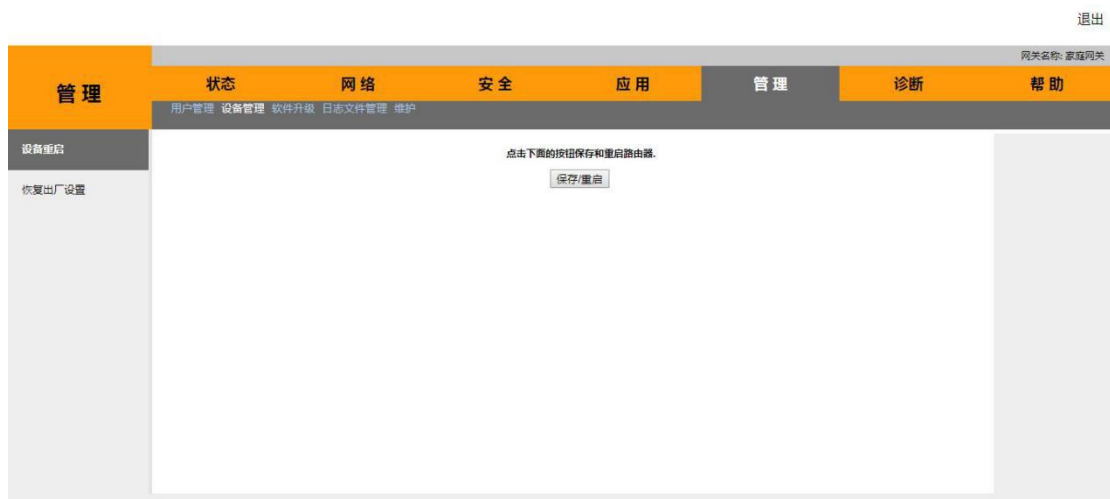 退出
网关名称: 家庭网关
管理
状态 网络 安全 应用 管理 诊断 帮助
用户管理 设备管理 软件升级 日志文件管理 维护
设备重启
点击下面的按钮保存和重启路由器.
保存/重启
恢复出厂设置